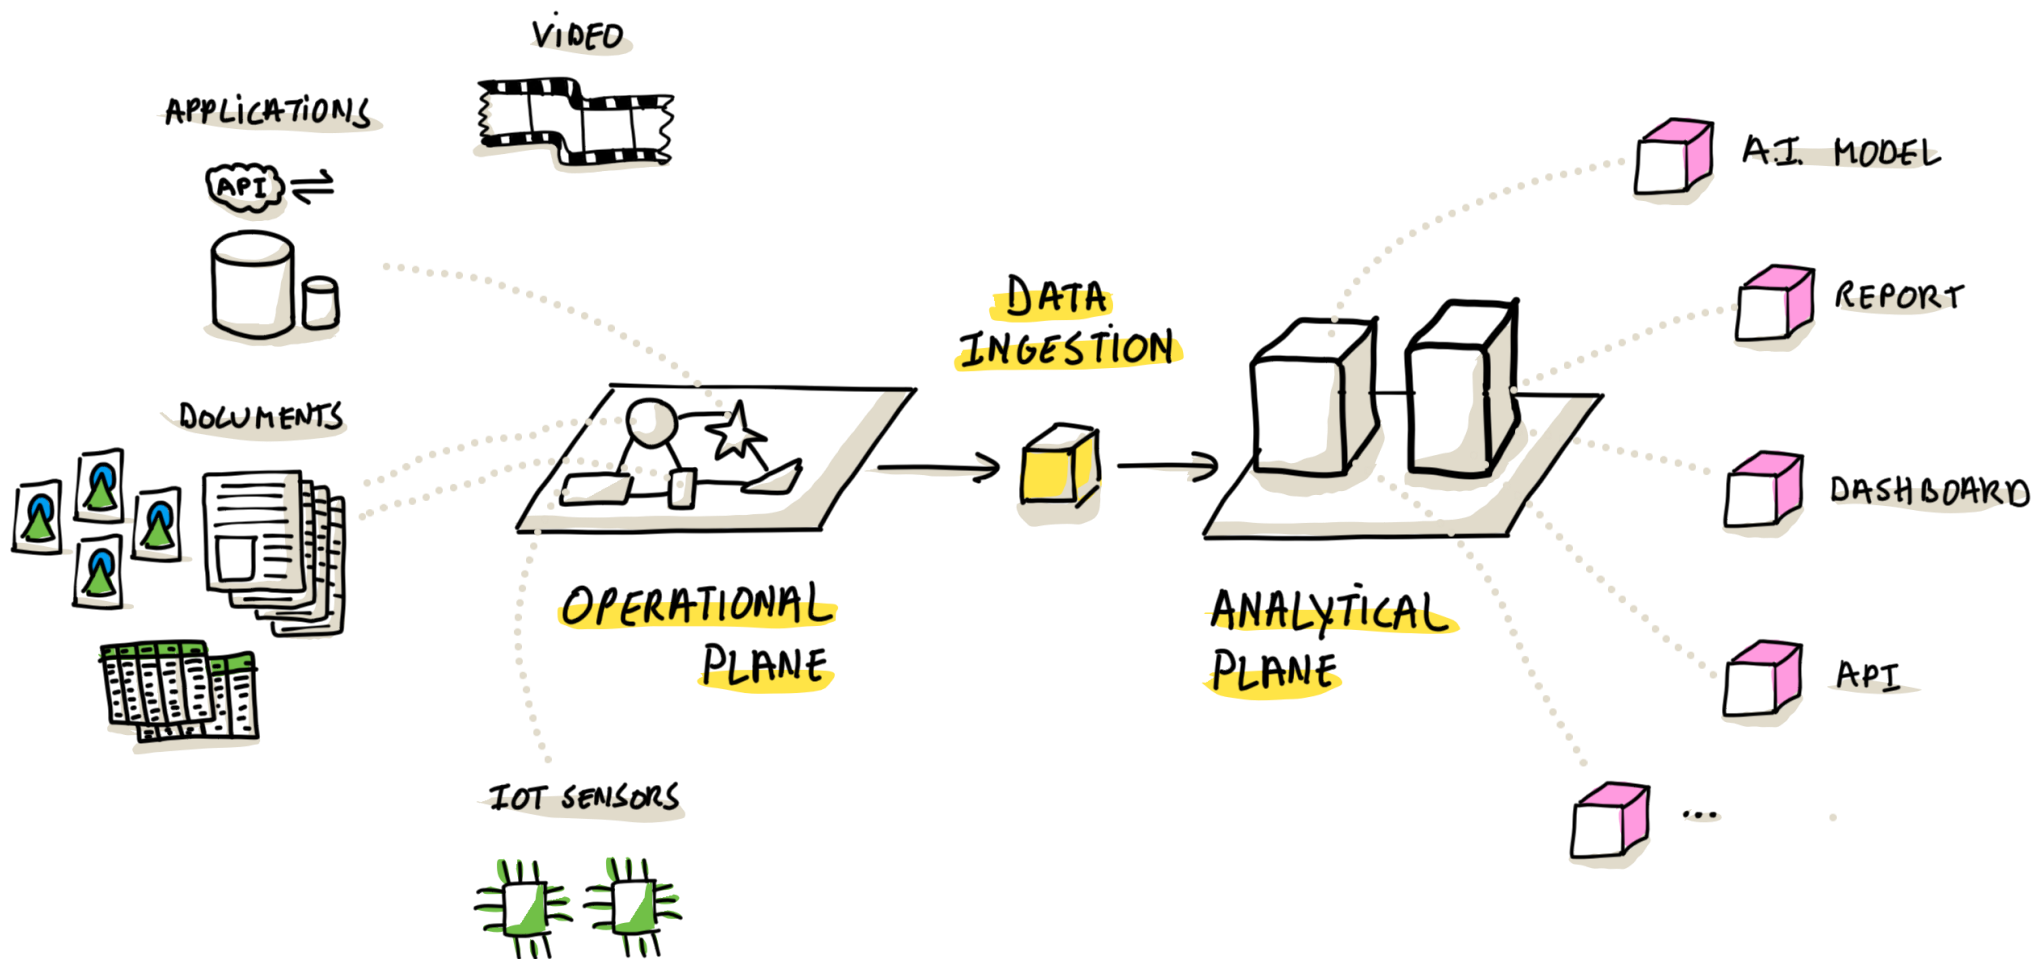 VIDEO
APPLICATIONS
API
DOCUMENTS
IOT SENSORS
OPERATIONAL
PLANE
DATA
INGESTION
ANALYTICAL
PLANE
A.I. MODEL
REPORT
DASHBOARD
API
...